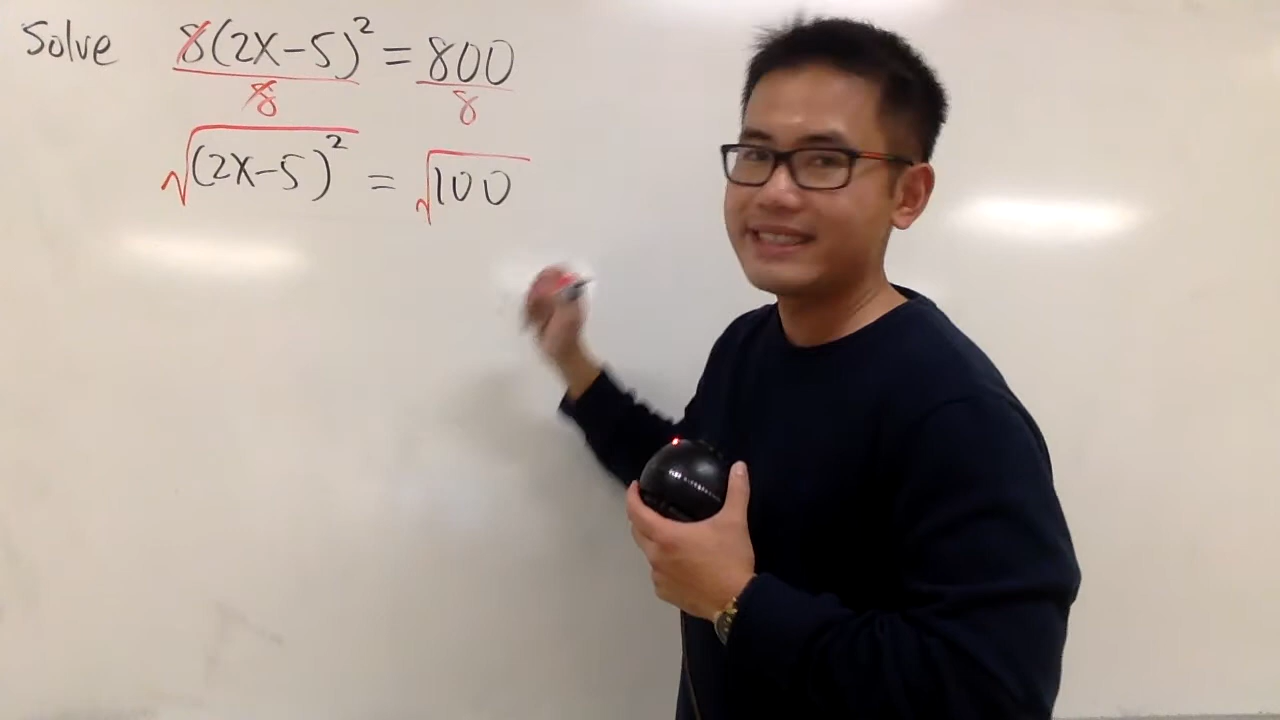 Solve 8(2x-5)² = 800
8 8
√(2x-5)² = √100